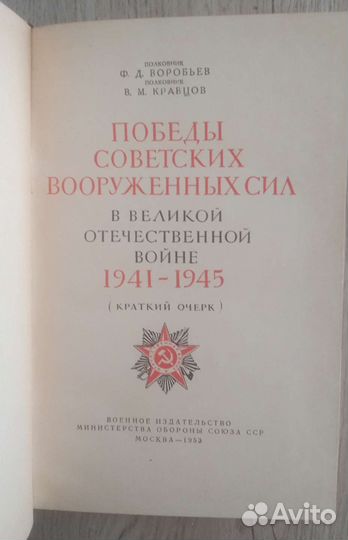 ПОЛКОВНИК
Ф. Д. ВОРОБЬЕВ
ПОЛКОВНИК
В. М. КРАВЦОВ
ПОБЕДЫ
СОВЕТСКИХ
ВООРУЖЕННЫХ СИЛ
В ВЕЛИКОЙ
ОТЕЧЕСТВЕННОЙ
ВОЙНЕ
1941–1945
(КРАТКИЙ ОЧЕРК)
ВОЕННОЕ ИЗДАТЕЛЬСТВО
МИНИСТЕРСТВА ОБОРОНЫ СОЮЗА ССР
МОСКВА—1953
Avito